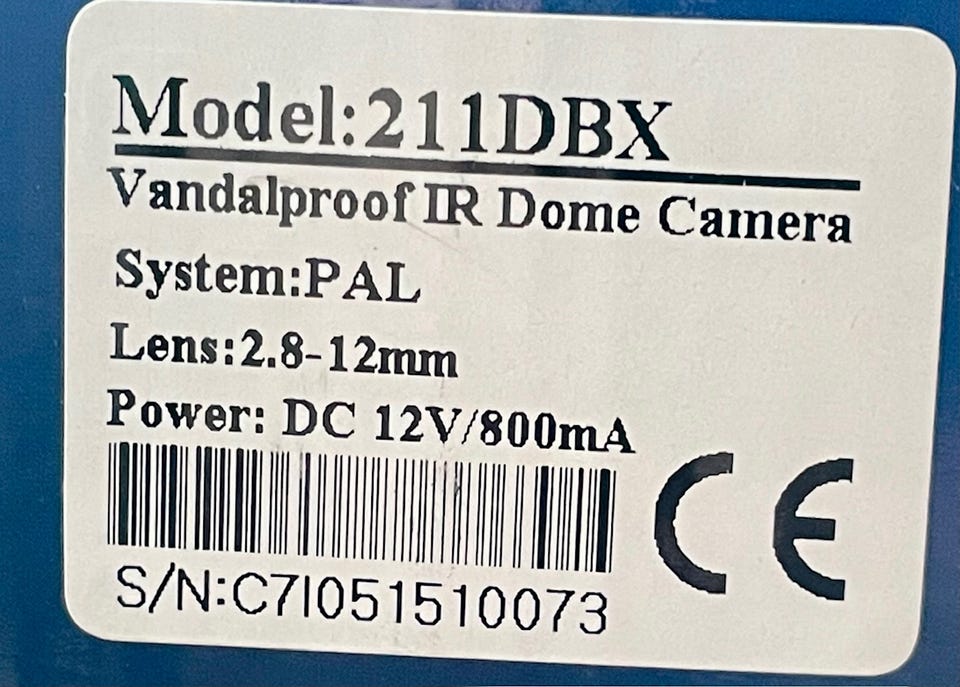 Model:211DBX
Vandalproof IR Dome Camera
System:PAL
Lens:2.8-12mm
Power: DC 12V/800mA
CE
S/N:C7I051510073